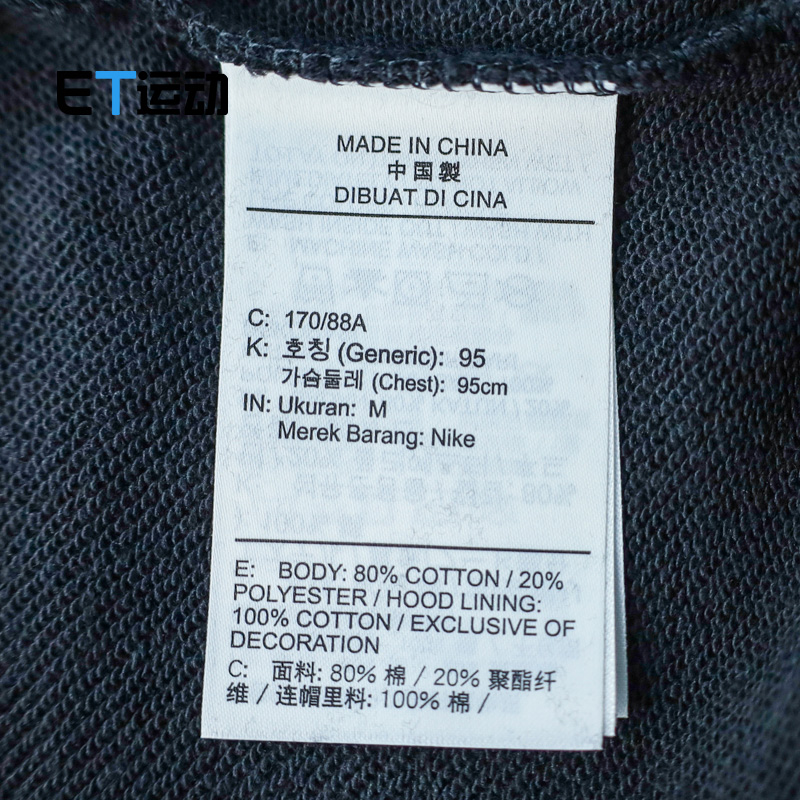 ET运动
MADE IN CHINA
中国製
DIBUAT DI CINA
C: 170/88A
K: 호칭 (Generic): 95
가슴둘레 (Chest): 95cm
IN: Ukuran: M
Merek Barang: Nike
E: BODY: 80% COTTON / 20%
POLYESTER / HOOD LINING:
100% COTTON / EXCLUSIVE OF
DECORATION
C: 面料: 80% 棉 / 20% 聚酯纤
维 / 连帽里料: 100% 棉 /